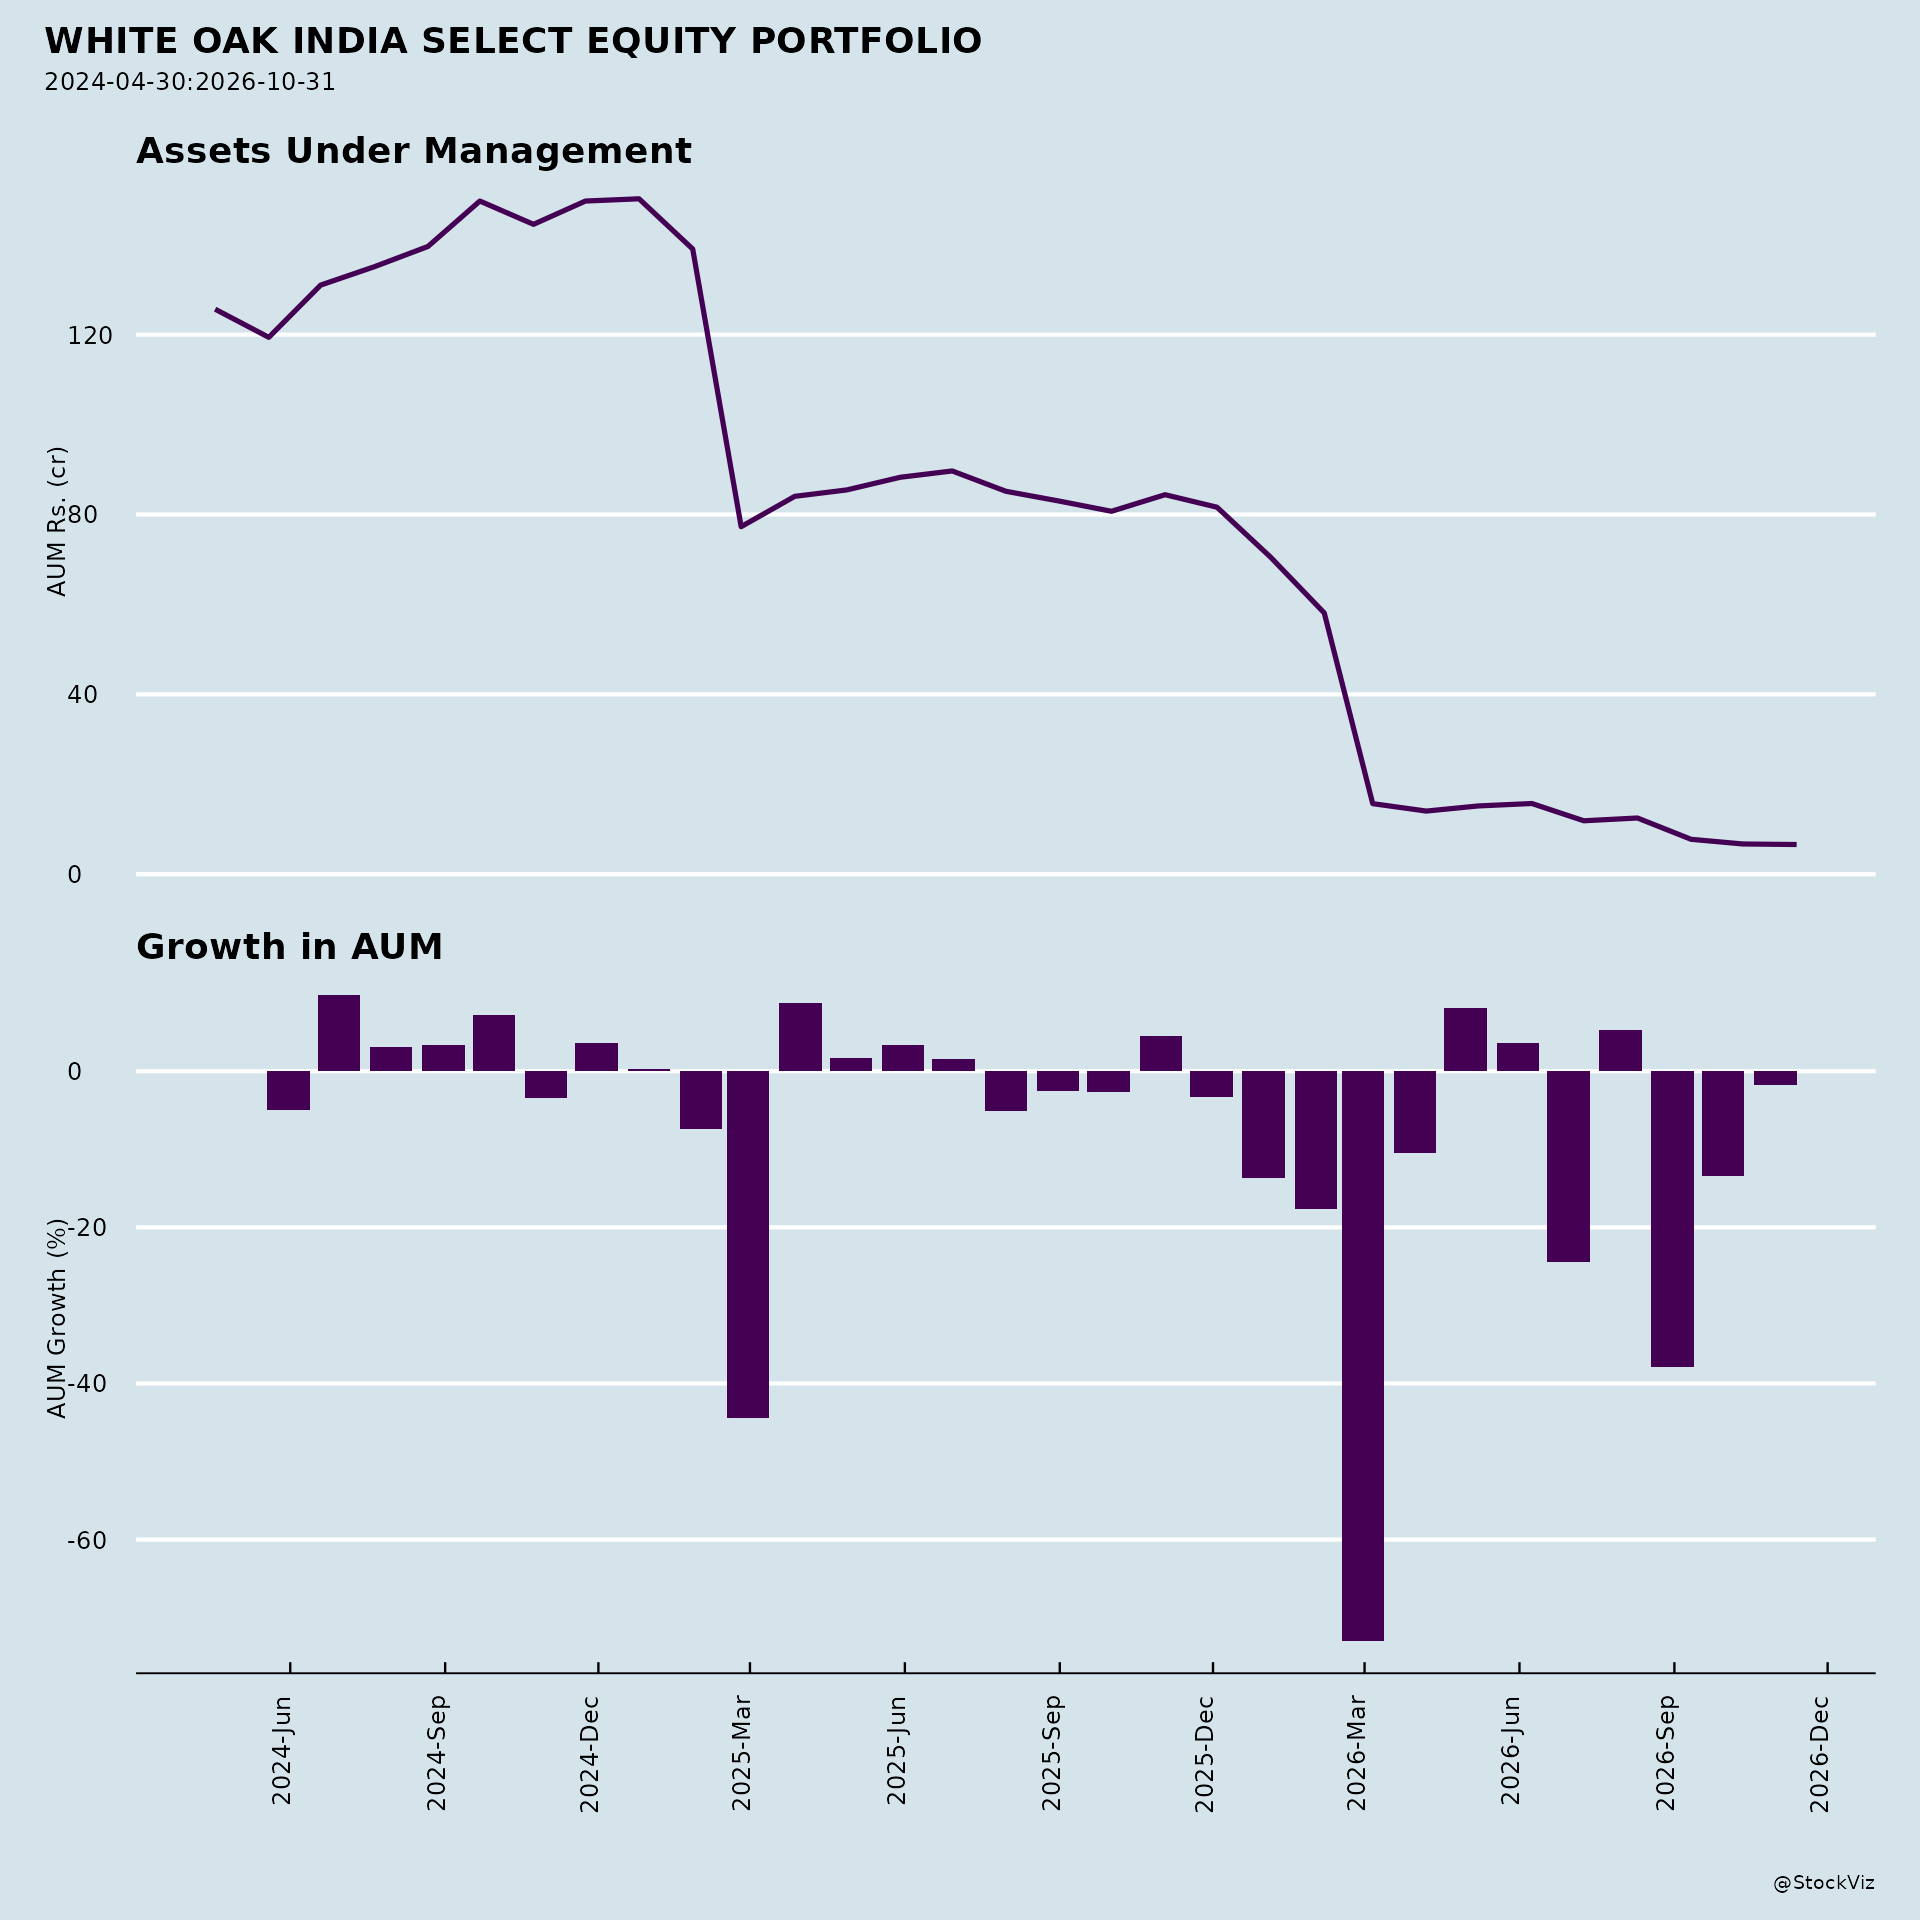 WHITE OAK INDIA SELECT EQUITY PORTFOLIO
2024-04-30:2026-10-31
Assets Under Management
AUM Rs. (cr)
120
80
40
0
Growth in AUM
AUM Growth (%)
0
-20
-40
-60
2024-Jun
2024-Sep
2024-Dec
2025-Mar
2025-Jun
2025-Sep
2025-Dec
2026-Mar
2026-Jun
2026-Sep
2026-Dec
@StockViz